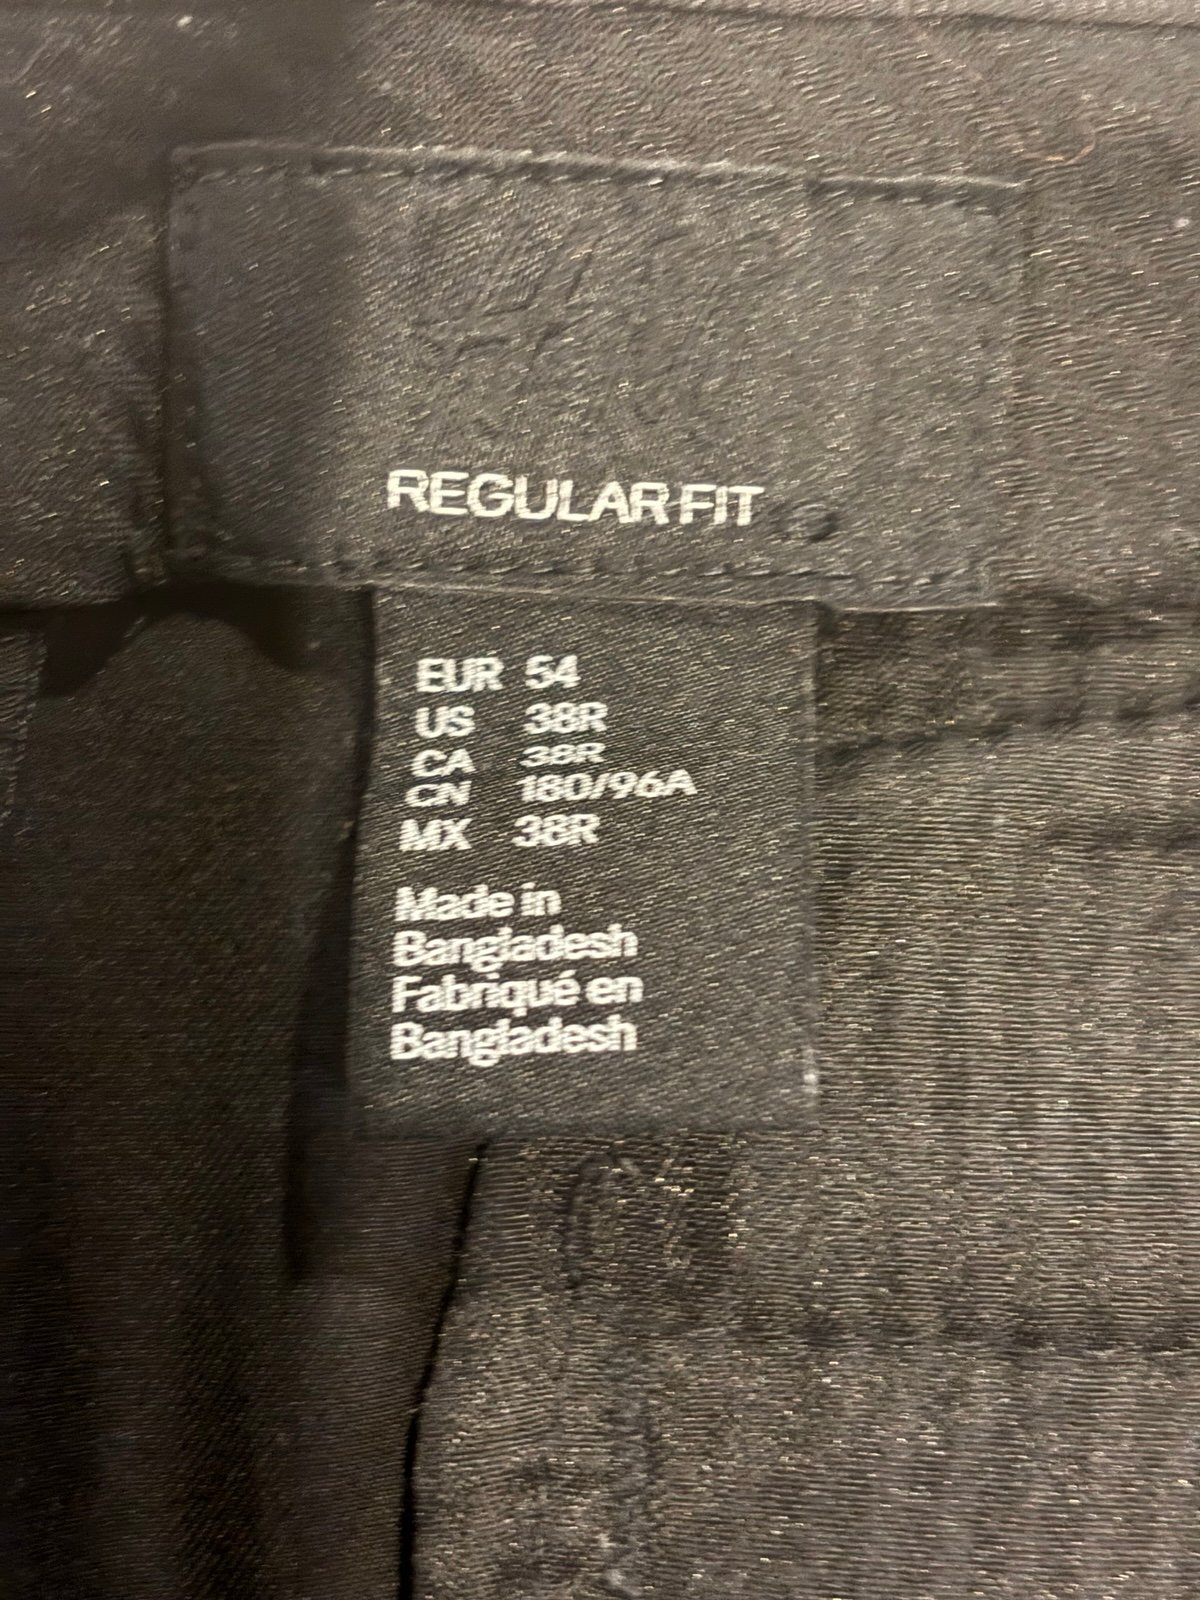 REGULAR FIT
EUR 54
US 38R
CA 38R
CN 180/96A
MX 38R
Made in
Bangladesh
Fabriqué en
Bangladesh